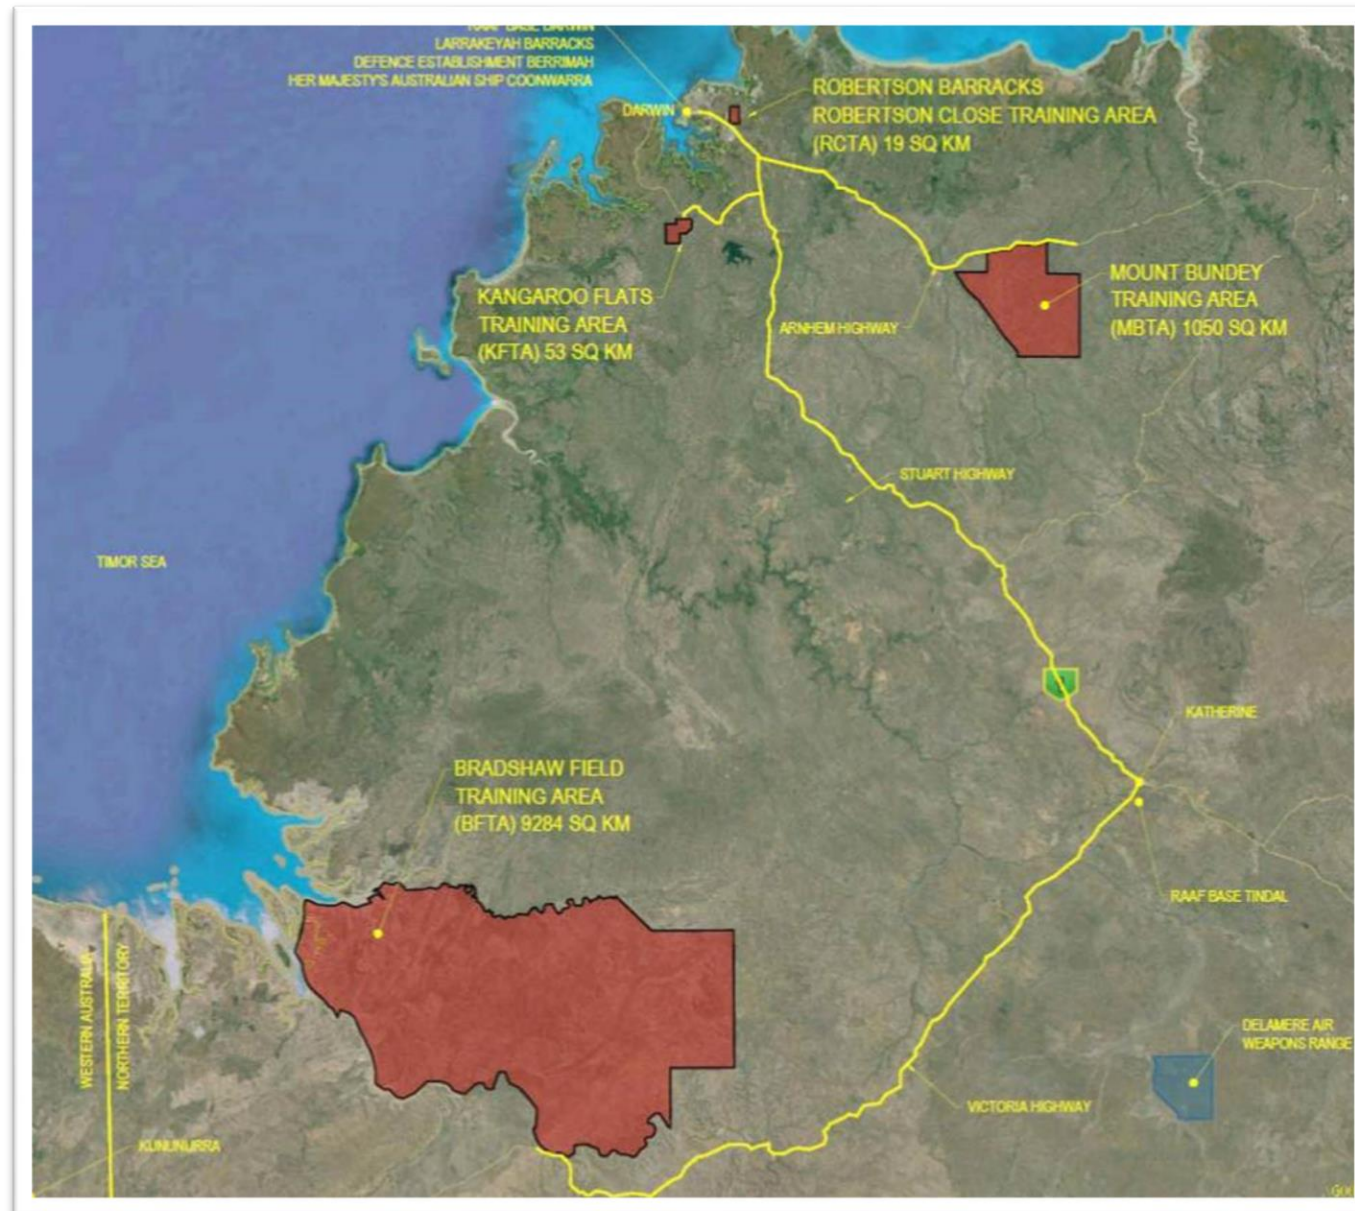 RAAF BASE DARWIN
LARRAKEYAH BARRACKS
DEFENCE ESTABLISHMENT BERRIMAH
HER MAJESTY'S AUSTRALIAN SHIP COONWARRA
DARWIN
ROBERTSON BARRACKS
ROBERTSON CLOSE TRAINING AREA
(RCTA) 19 SQ KM
KANGAROO FLATS
TRAINING AREA
(KFTA) 53 SQ KM
ARNHEM HIGHWAY
MOUNT BUNDEY
TRAINING AREA
(MBTA) 1050 SQ KM
STUART HIGHWAY
TIMOR SEA
KATHERINE
BRADSHAW FIELD
TRAINING AREA
(BFTA) 9284 SQ KM
RAAF BASE TINDAL
WESTERN AUSTRALIA
NORTHERN TERRITORY
DELAMERE AIR
WEAPONS RANGE
VICTORIA HIGHWAY
KUNUNURRA